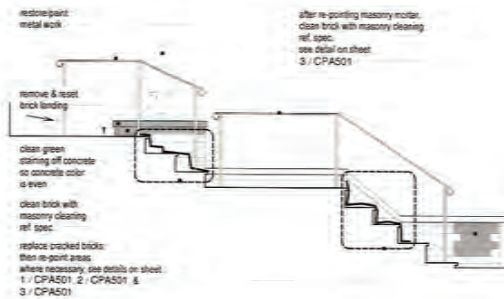 restore/paint
metal work
after re-pointing masonry mortar,
clean brick with masonry cleaning
ref. spec.
see detail on sheet
3 / CPA501
remove & reset
brick landing
clean green
staining off concrete
so concrete color
is even
clean brick with
masonry cleaning
ref. spec.
replace cracked bricks;
then re-point areas
where necessary, see details on sheet
1 / CPA501, 2 / CPA501 &
3 / CPA501